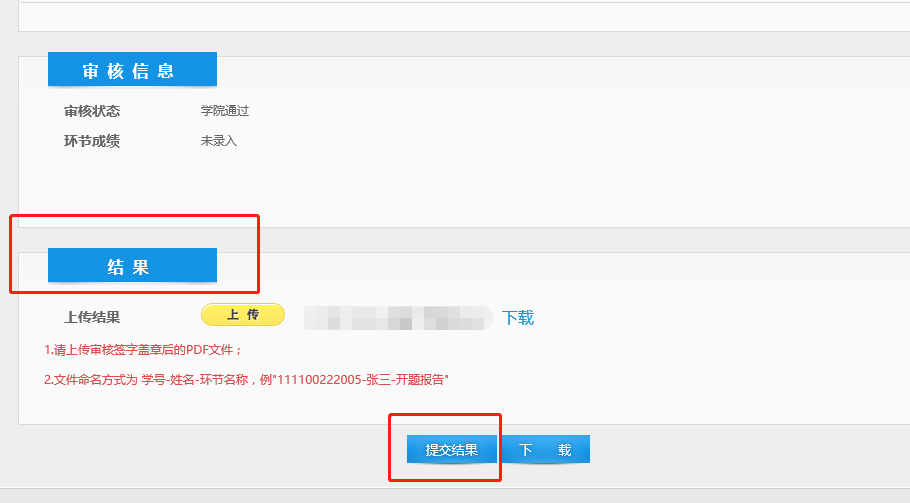 审核信息
审核状态 学院通过
环节成绩 未录入
结果
上传结果 上传 下载
1.请上传审核签字盖章后的PDF文件；
2.文件命名方式为 学号-姓名-环节名称，例"111100222005-张三-开题报告"
提交结果 下 载